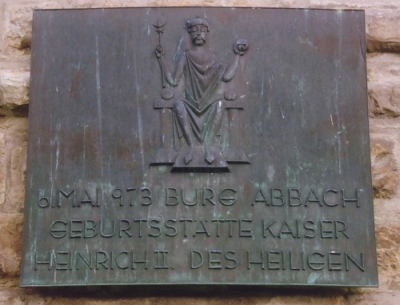 6. MAI 973 BURG ABBACH
GEBURTSSTÄTTE KAISER
HEINRICH II DES HEILIGEN